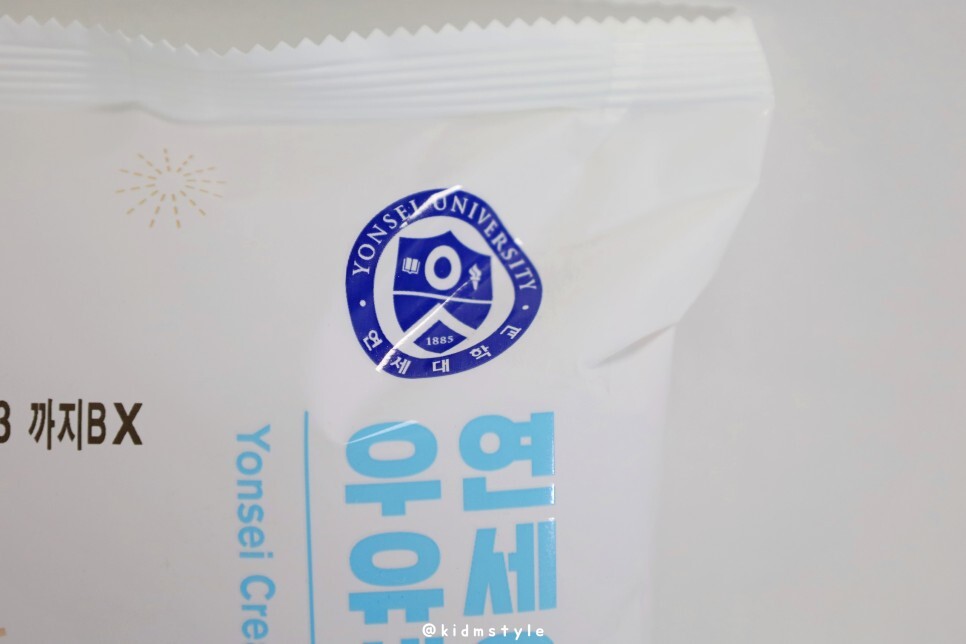 YONSEI UNIVERSITY
1885
연세대학교
3 까지BX
연세
우유
Yonsei Cre
@kidmstyle